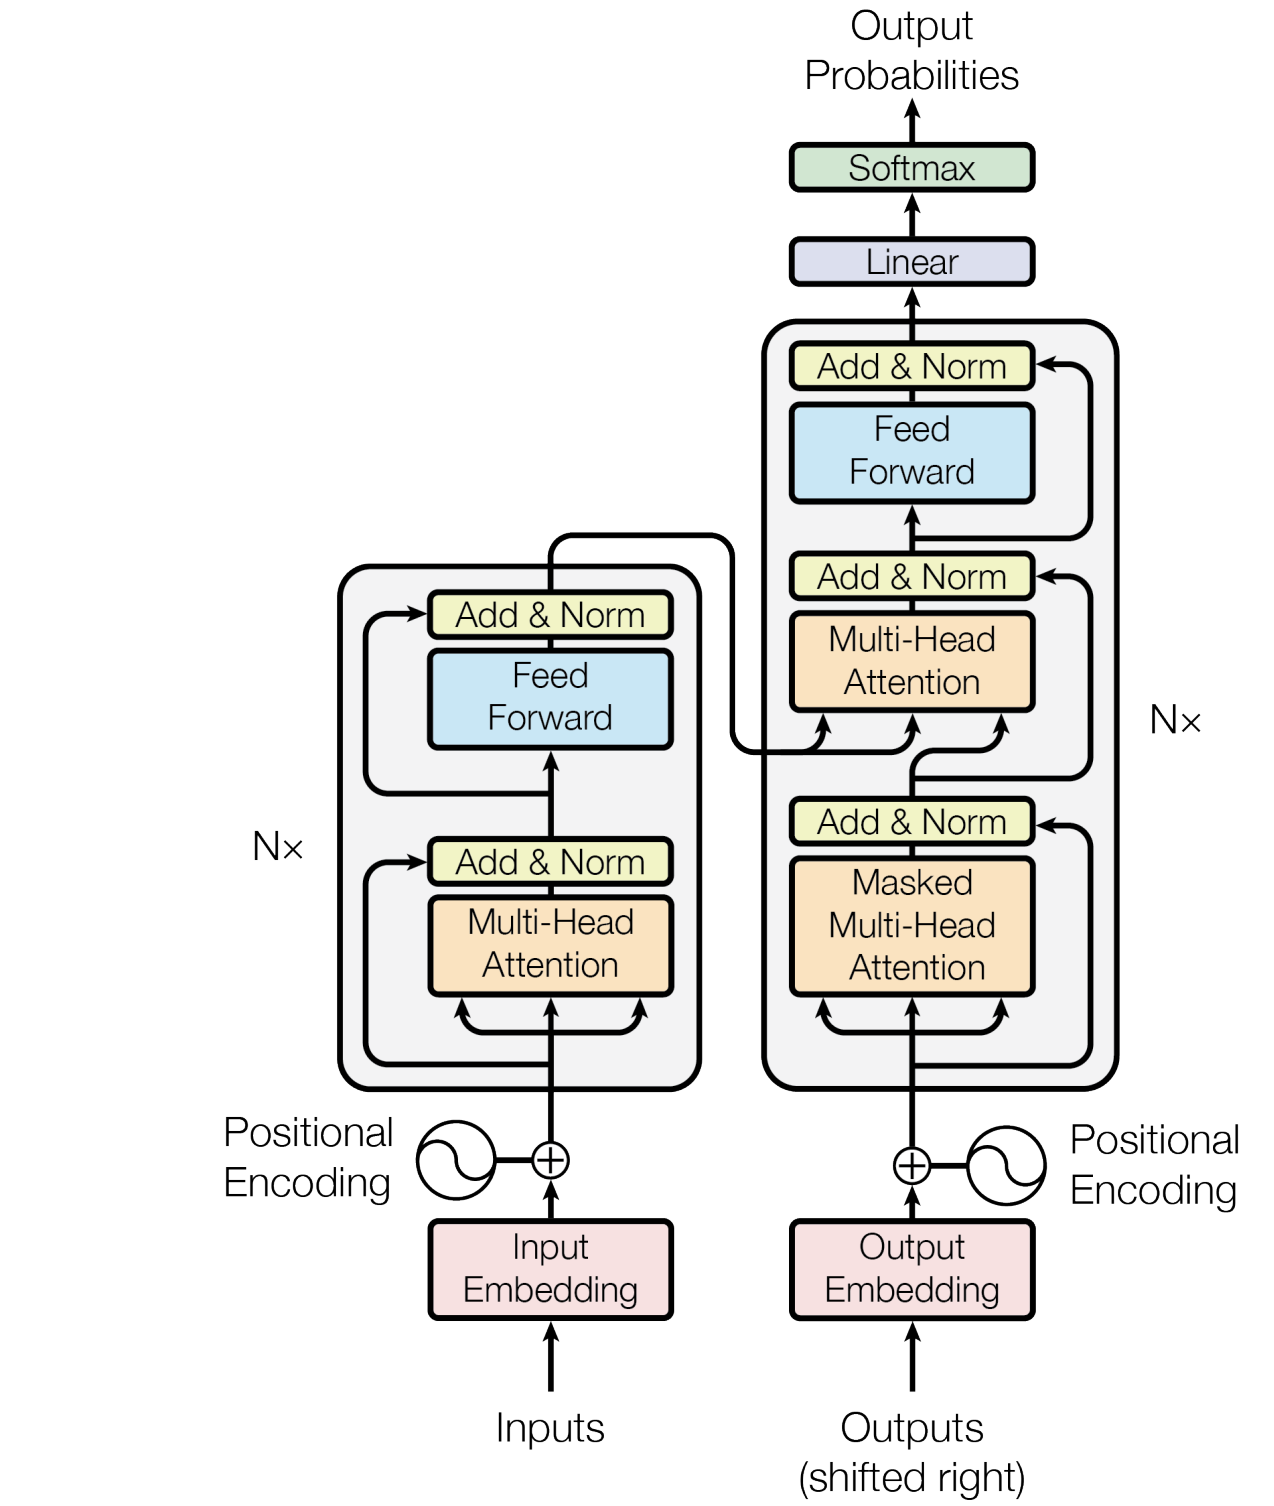 Output
Probabilities
Softmax
Linear
Add & Norm
Feed
Forward
Add & Norm
Multi-Head
Attention
Add & Norm
Masked
Multi-Head
Attention
N×
Positional
Encoding
Output
Embedding
Outputs
(shifted right)
Add & Norm
Feed
Forward
Add & Norm
Multi-Head
Attention
N×
Positional
Encoding
Input
Embedding
Inputs